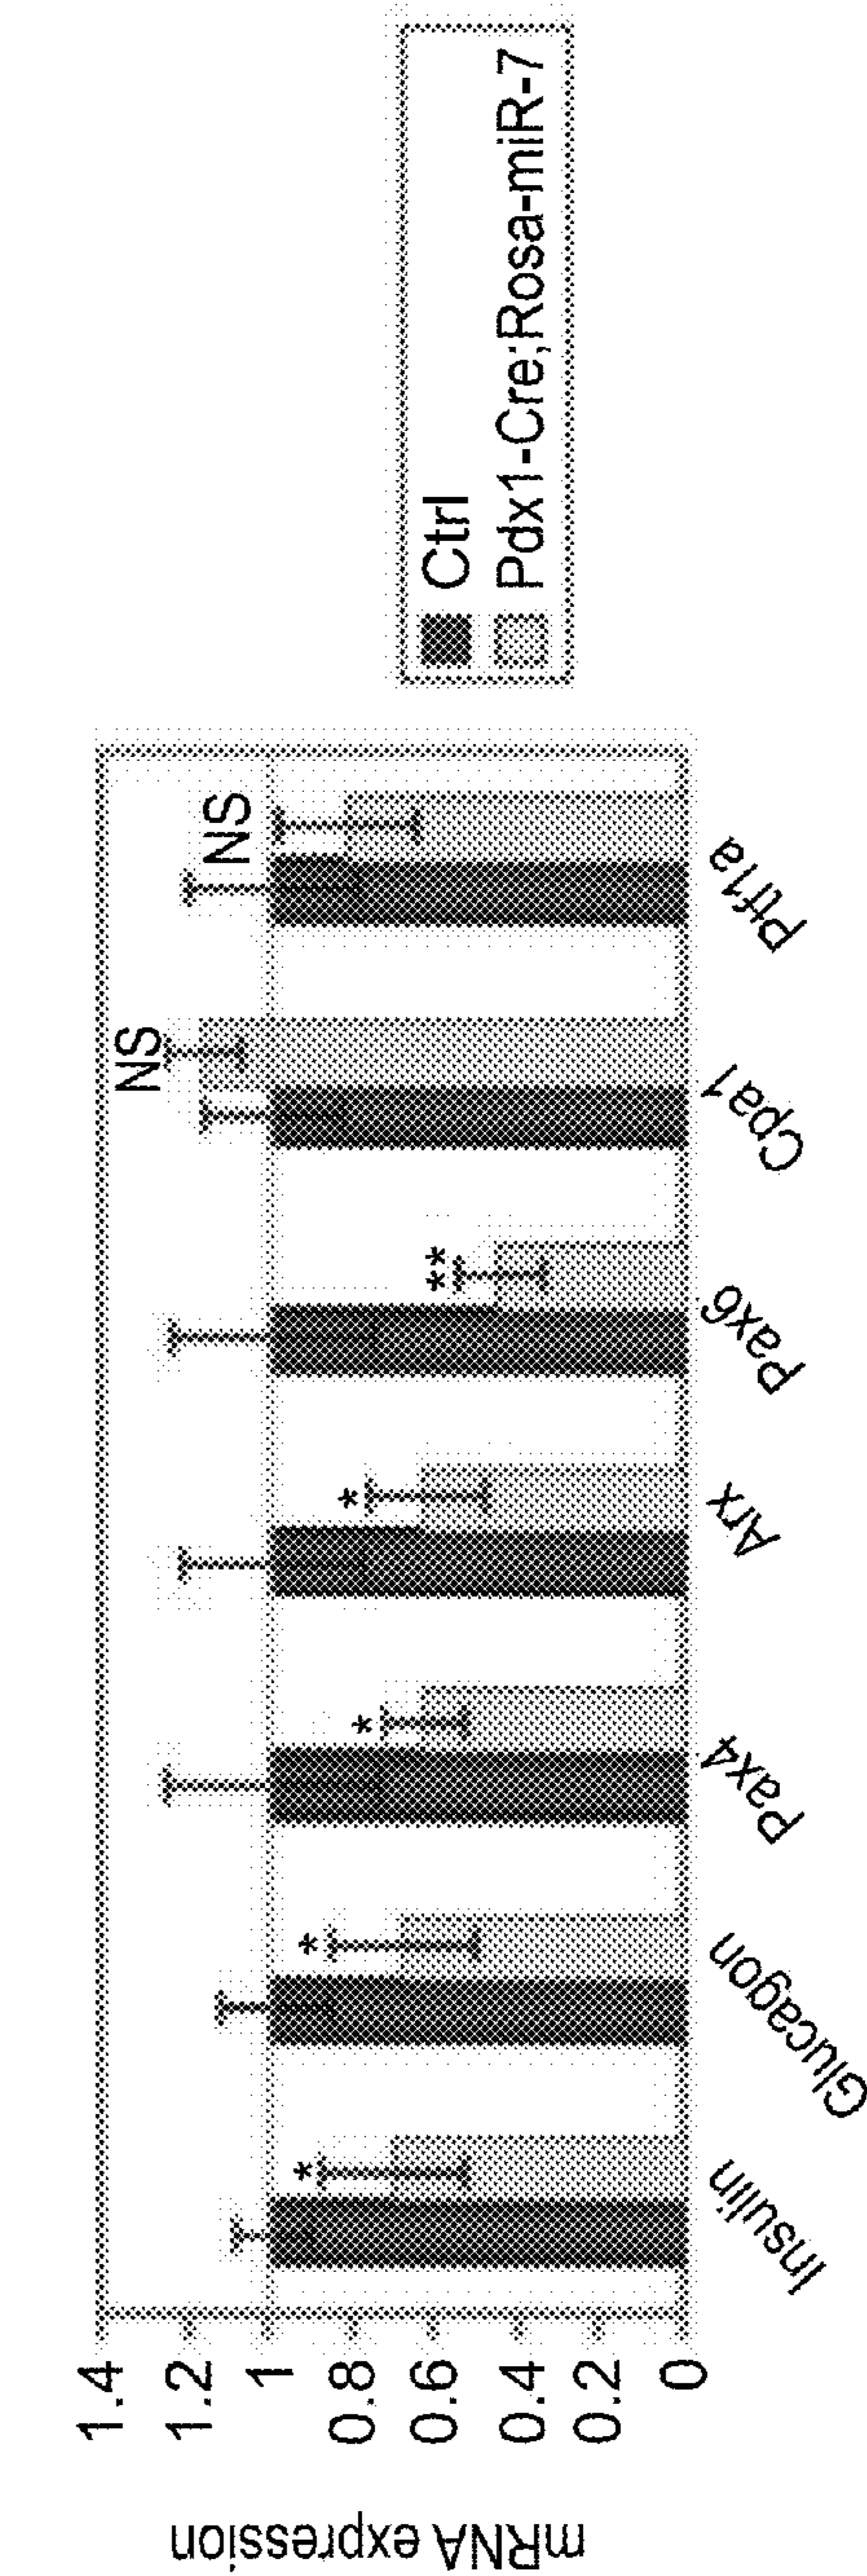 mRNA expression
1.4
1.2
1
0.8
0.6
0.4
0.2
0
*
*
*
*
**
NS
NS
Insulin
Glucagon
Pax4
Arx
Pax6
Cpa1
Ptf1a
Ctrl
Pdx1-Cre;Rosa-miR-7